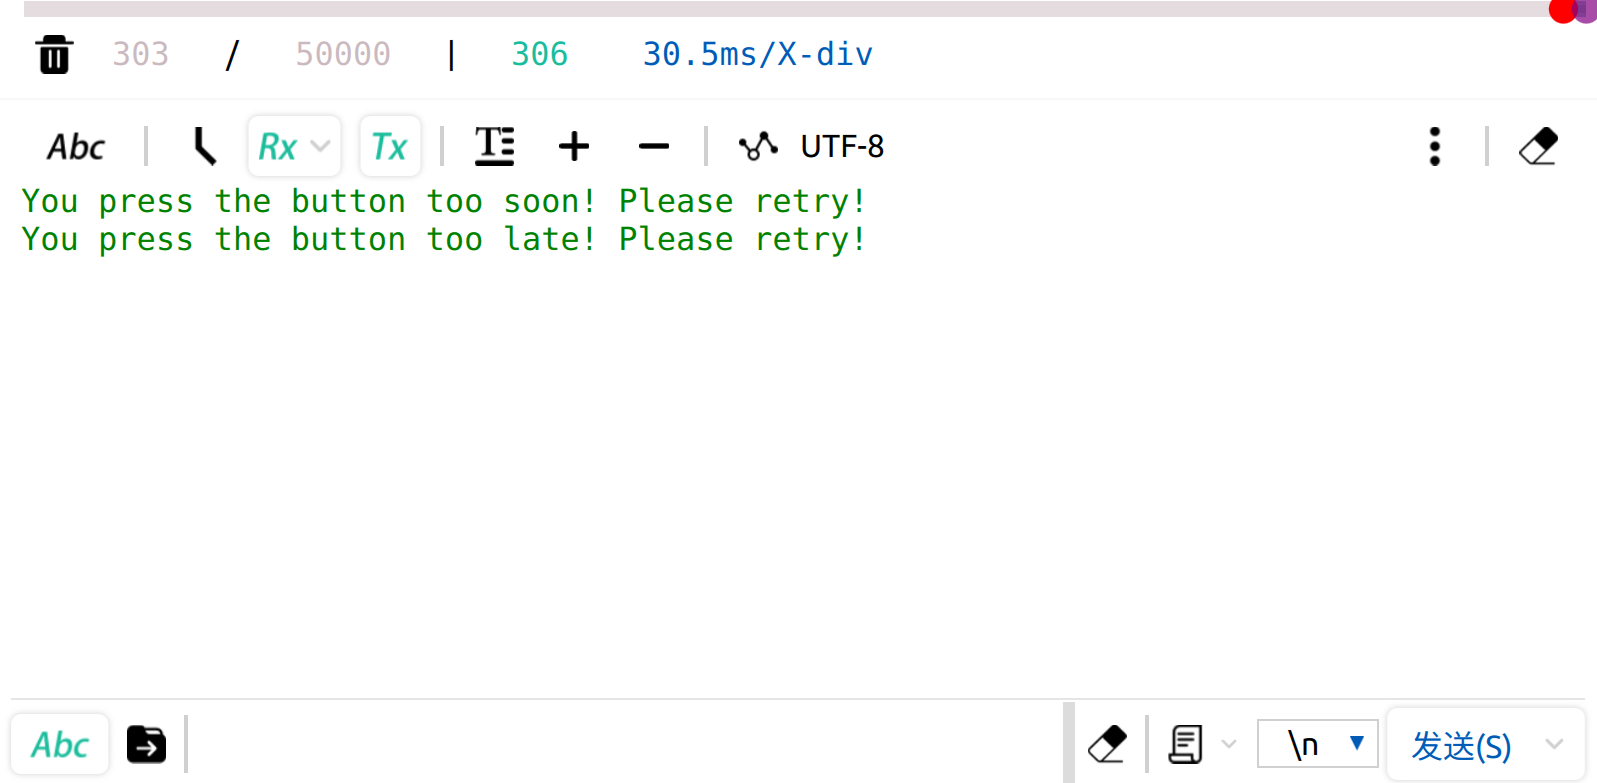 303 / 50000 | 306 30.5ms/X-div
Abc Rx Tx T UTF-8
You press the button too soon! Please retry!
You press the button too late! Please retry!
Abc \n 发送(S)